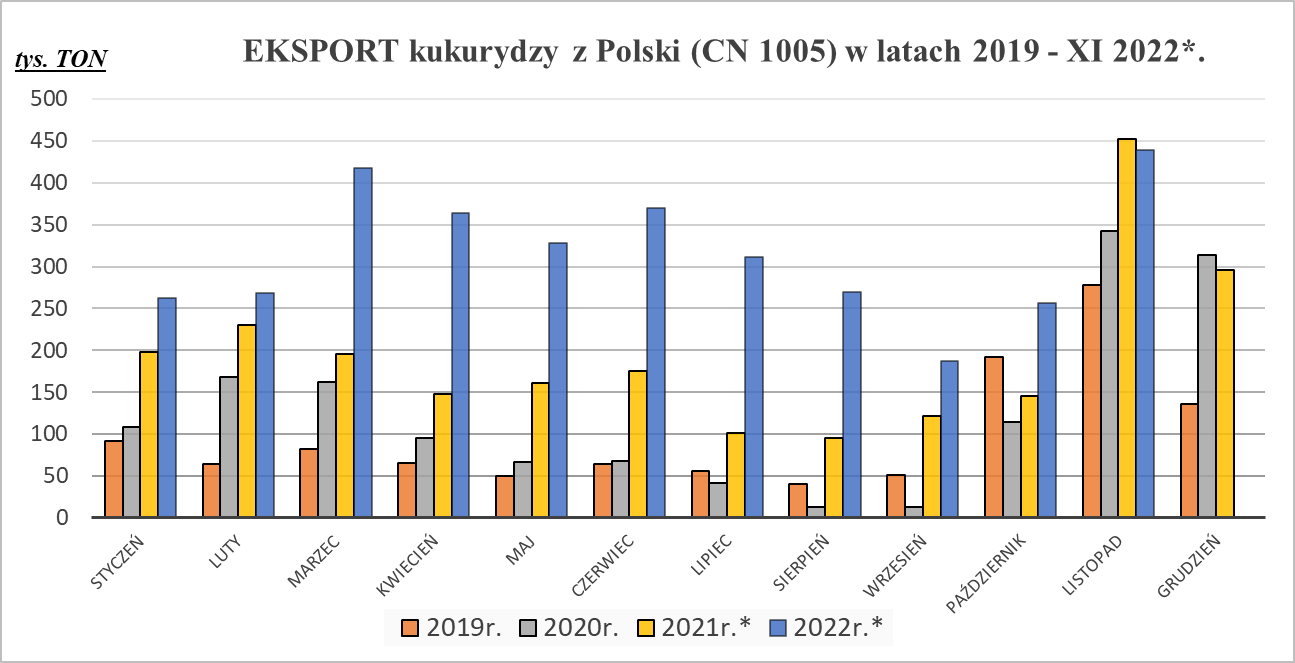 tys. TON
EKSPORT kukurydzy z Polski (CN 1005) w latach 2019 - XI 2022*.
500
450
400
350
300
250
200
150
100
50
0
STYCZEŃ
LUTY
MARZEC
KWIECIEŃ
MAJ
CZERWIEC
LIPIEC
SIERPIEŃ
WRZESIEŃ
PAŹDZIERNIK
LISTOPAD
GRUDZIEŃ
2019r. 2020r. 2021r.* 2022r.*